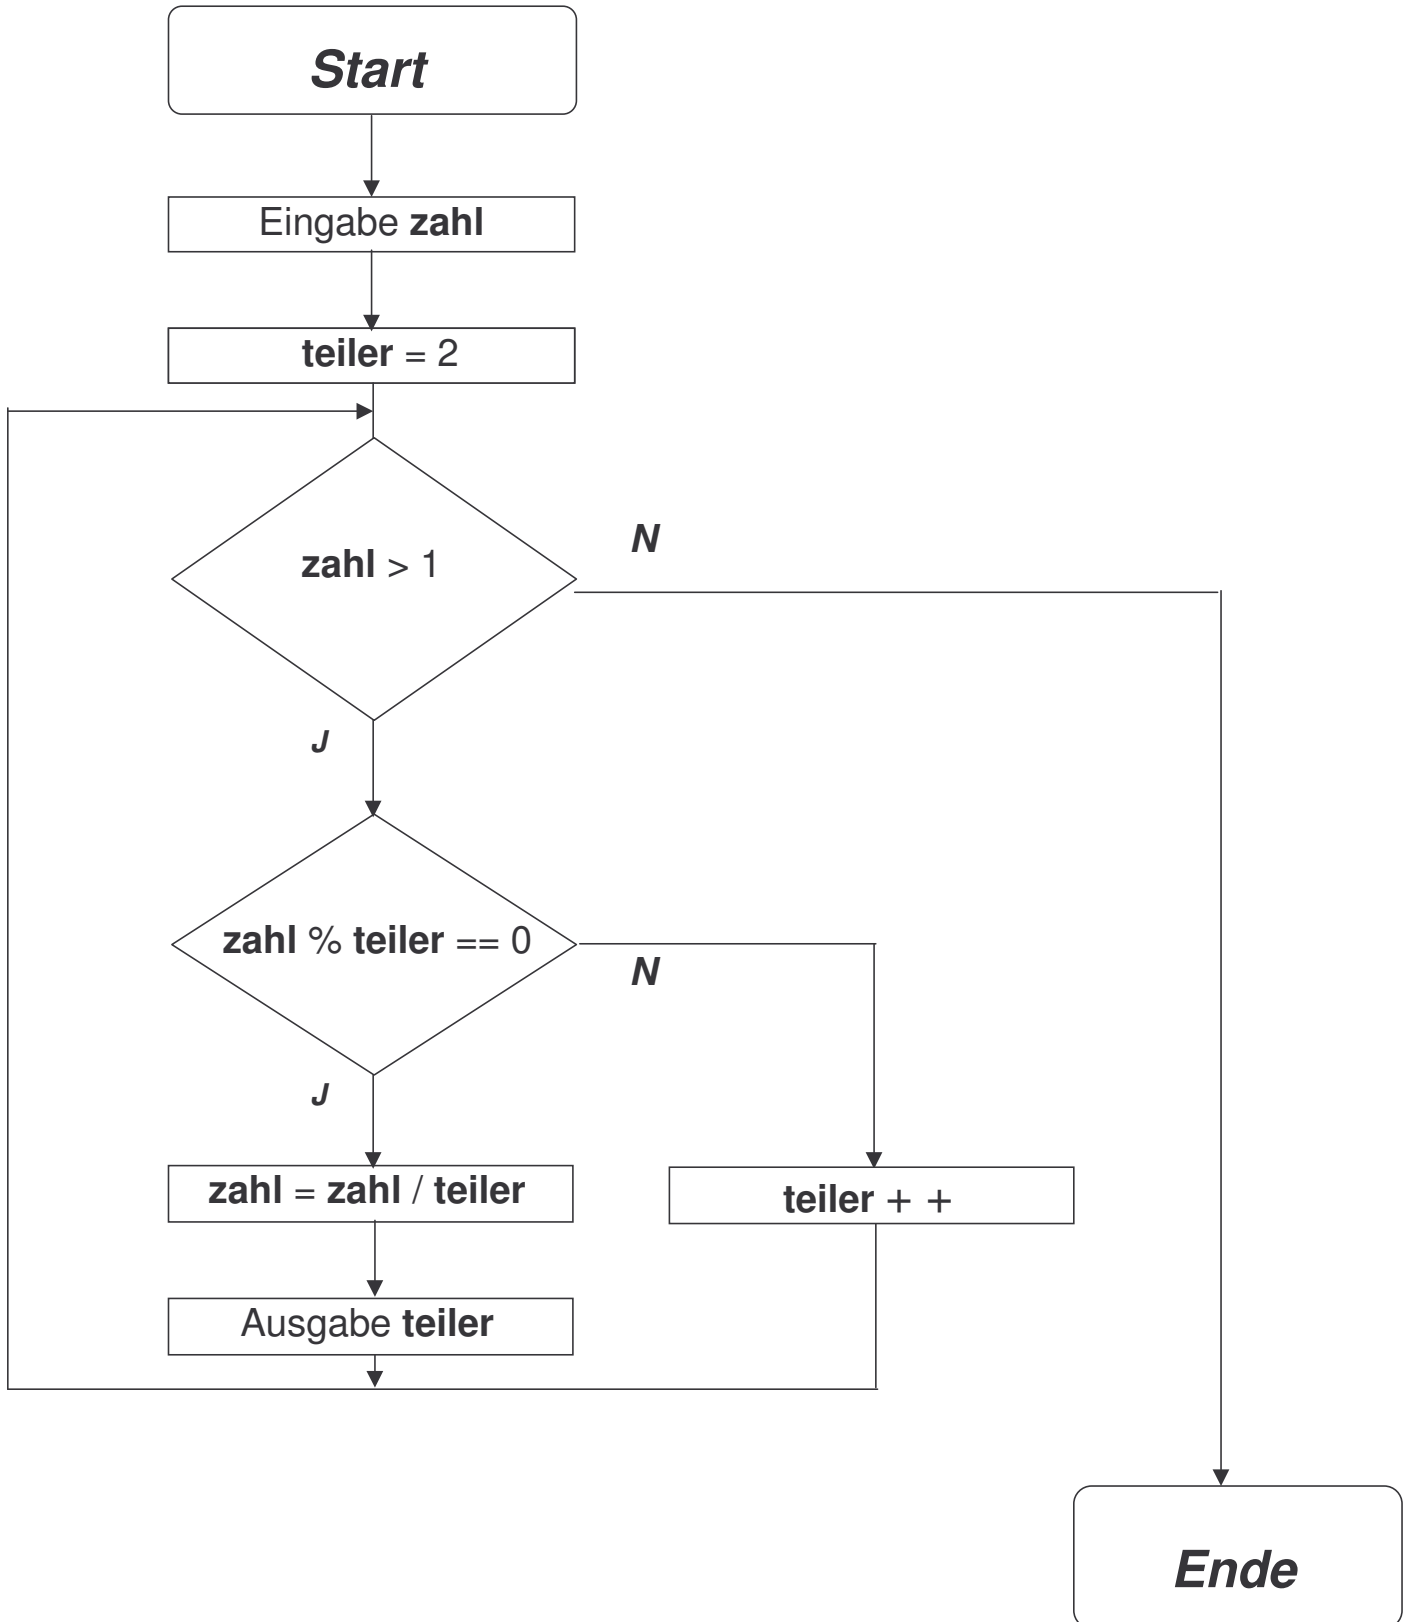 Start
Eingabe zahl
teiler = 2
zahl > 1
N
J
zahl % teiler == 0
N
J
zahl = zahl / teiler
teiler + +
Ausgabe teiler
Ende